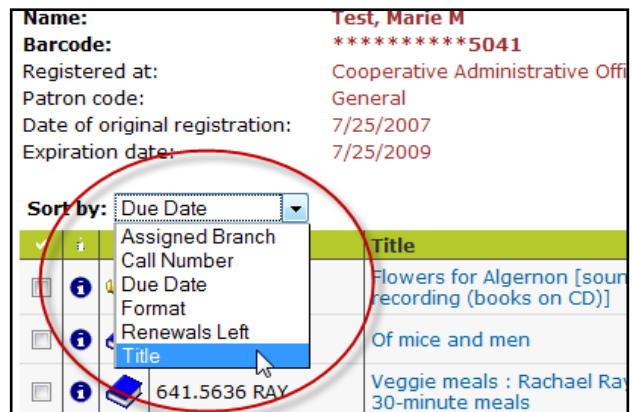 Name: Test, Marie M
Barcode: **********5041
Registered at: Cooperative Administrative Offi
Patron code: General
Date of original registration: 7/25/2007
Expiration date: 7/25/2009
Sort by: Due Date
Assigned Branch
Call Number
Due Date
Format
Renewals Left
Title
Title
Flowers for Algernon [soun
recording (books on CD)]
Of mice and men
641.5636 RAY
Veggie meals : Rachael Ray
30-minute meals